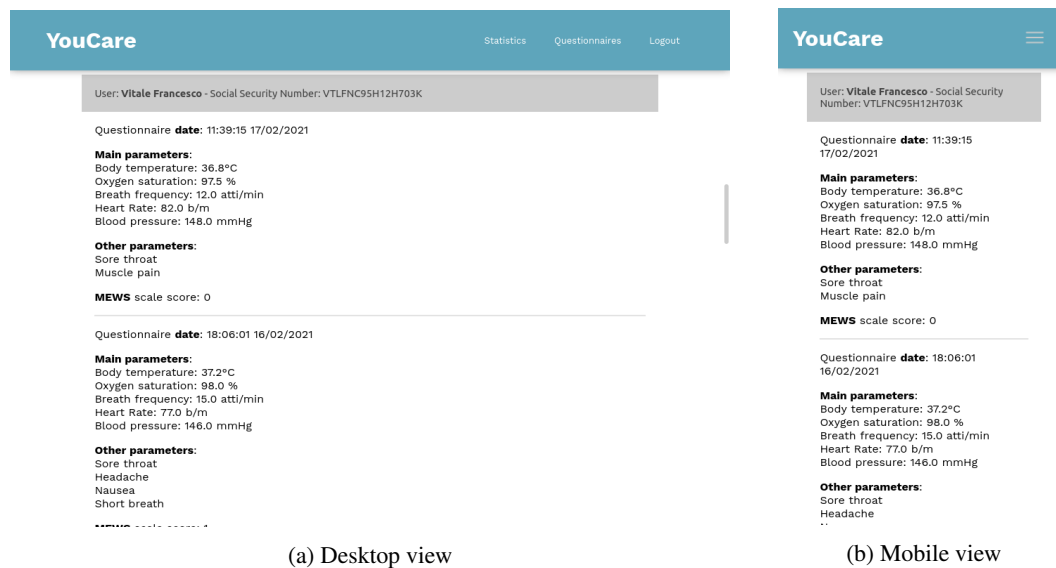 YouCare
Statistics Questionnaires Logout
User: Vitale Francesco - Social Security Number: VTLFNC95H12H703K
Questionnaire date: 11:39:15 17/02/2021
Main parameters:
Body temperature: 36.8°C
Oxygen saturation: 97.5 %
Breath frequency: 12.0 atti/min
Heart Rate: 82.0 b/m
Blood pressure: 148.0 mmHg
Other parameters:
Sore throat
Muscle pain
MEWS scale score: 0
Questionnaire date: 18:06:01 16/02/2021
Main parameters:
Body temperature: 37.2°C
Oxygen saturation: 98.0 %
Breath frequency: 15.0 atti/min
Heart Rate: 77.0 b/m
Blood pressure: 146.0 mmHg
Other parameters:
Sore throat
Headache
Nausea
Short breath
MEWS scale score: 1
(a) Desktop view
YouCare
User: Vitale Francesco - Social Security
Number: VTLFNC95H12H703K
Questionnaire date: 11:39:15
17/02/2021
Main parameters:
Body temperature: 36.8°C
Oxygen saturation: 97.5 %
Breath frequency: 12.0 atti/min
Heart Rate: 82.0 b/m
Blood pressure: 148.0 mmHg
Other parameters:
Sore throat
Muscle pain
MEWS scale score: 0
Questionnaire date: 18:06:01
16/02/2021
Main parameters:
Body temperature: 37.2°C
Oxygen saturation: 98.0 %
Breath frequency: 15.0 atti/min
Heart Rate: 77.0 b/m
Blood pressure: 146.0 mmHg
Other parameters:
Sore throat
Headache
(b) Mobile view